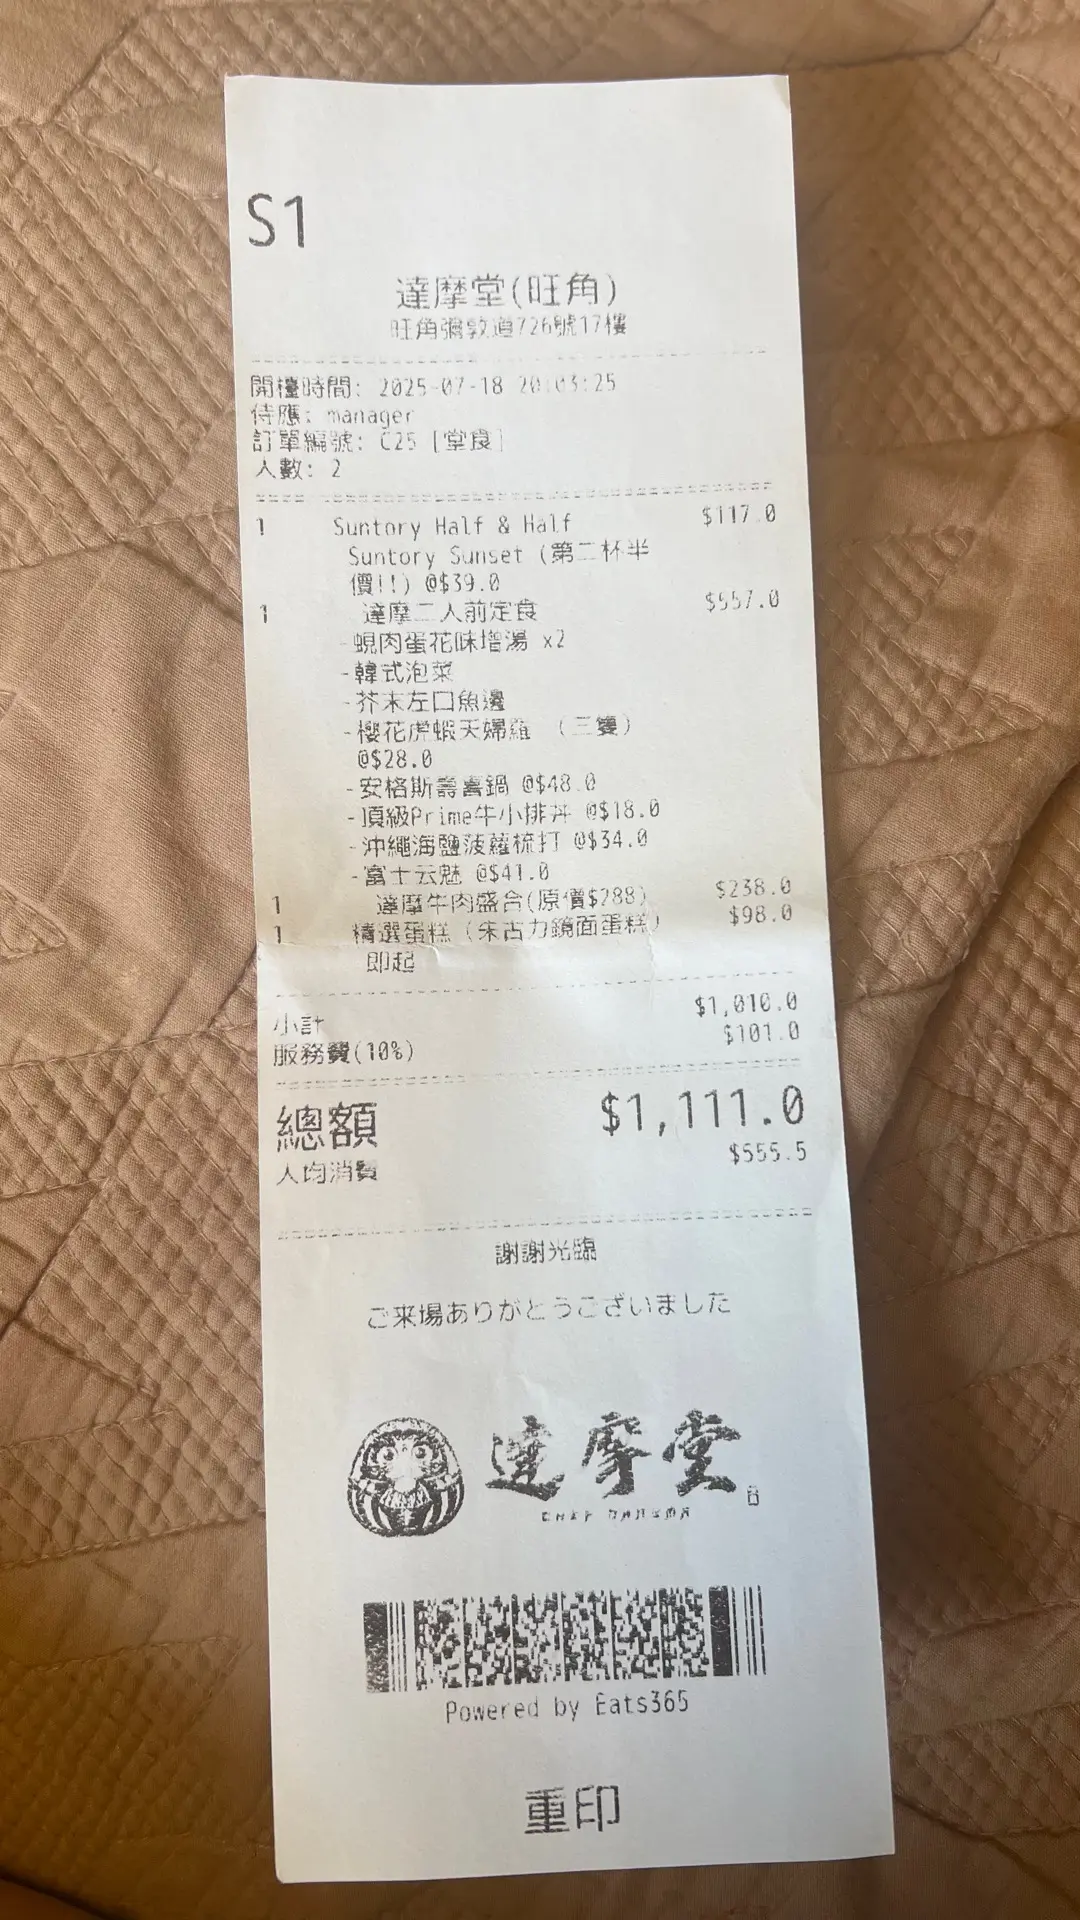 S1
達摩堂(旺角)
旺角彌敦道726號17樓
開檯時間: 2025-07-18 20:03:25
侍應: manager
訂單編號: C25 [堂食]
人數: 2
1 Suntory Half & Half $117.0
Suntory Sunset (第二杯半
價!!) @$39.0
1 達摩二人前定食 $557.0
-蜆肉蛋花味增湯 x2
-韓式泡菜
-芥末左口魚邊
-櫻花虎蝦天婦羅 (三隻)
@$28.0
-安格斯壽喜鍋 @$48.0
-頂級Prime牛小排丼 @$18.0
-沖繩海鹽菠蘿梳打 @$34.0
-富士云魅 @$41.0
1 達摩牛肉盛合(原價$288) $238.0
1 精選蛋糕 (朱古力鏡面蛋糕) $98.0
即起
小計 $1,010.0
服務費(10%) $101.0
總額 $1,111.0
人均消費 $555.5
謝謝光臨
ご来場ありがとうございました
達摩堂
CHEF DARUMA
Powered by Eats365
重印